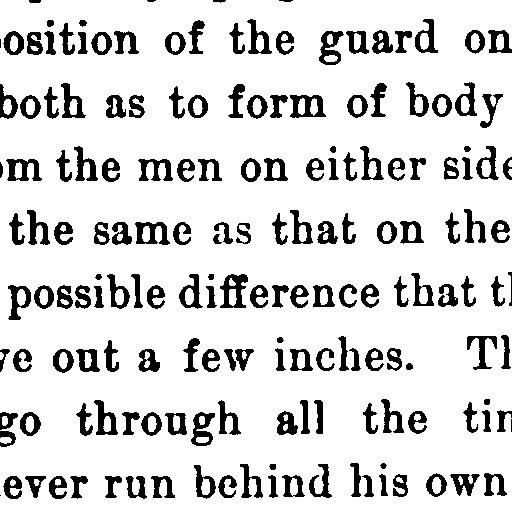 osition of the guard on
both as to form of body
om the men on either side
the same as that on the
possible difference that th
ve out a few inches. Th
go through all the tim
ever run behind his own